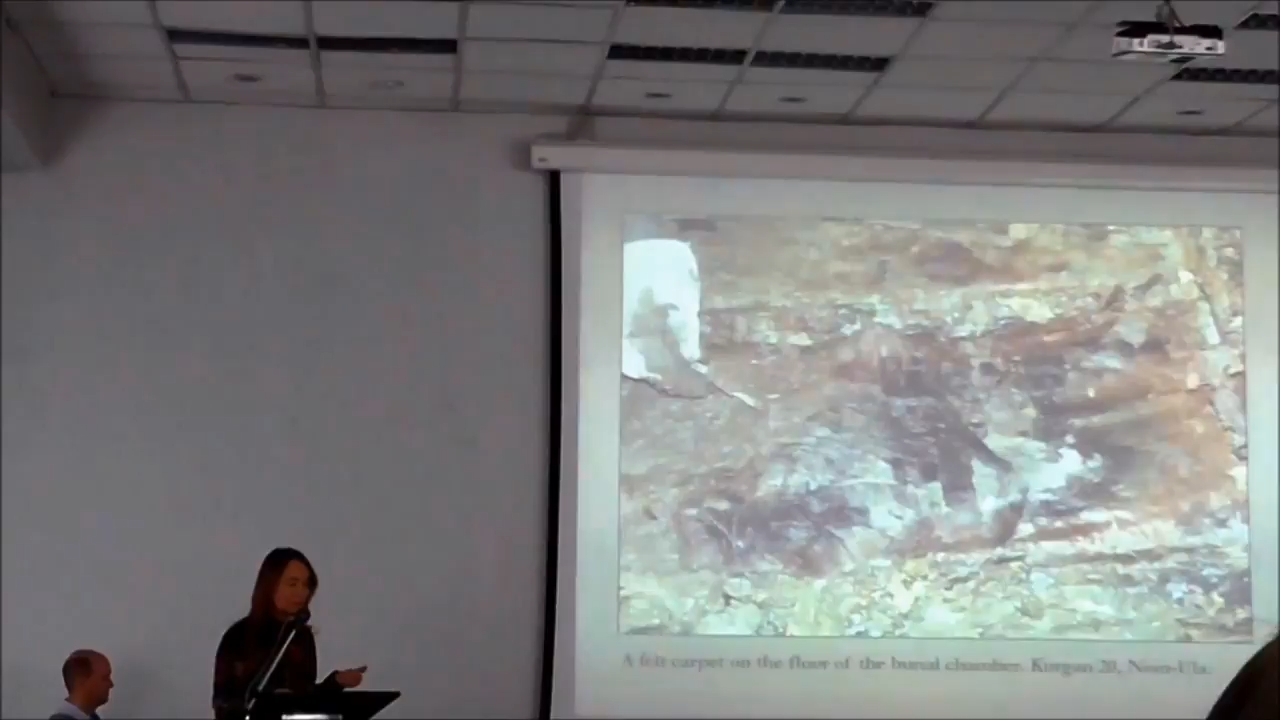 A felt carpet on the floor of the burial chamber. Kurgan 20, Noin-Ula.